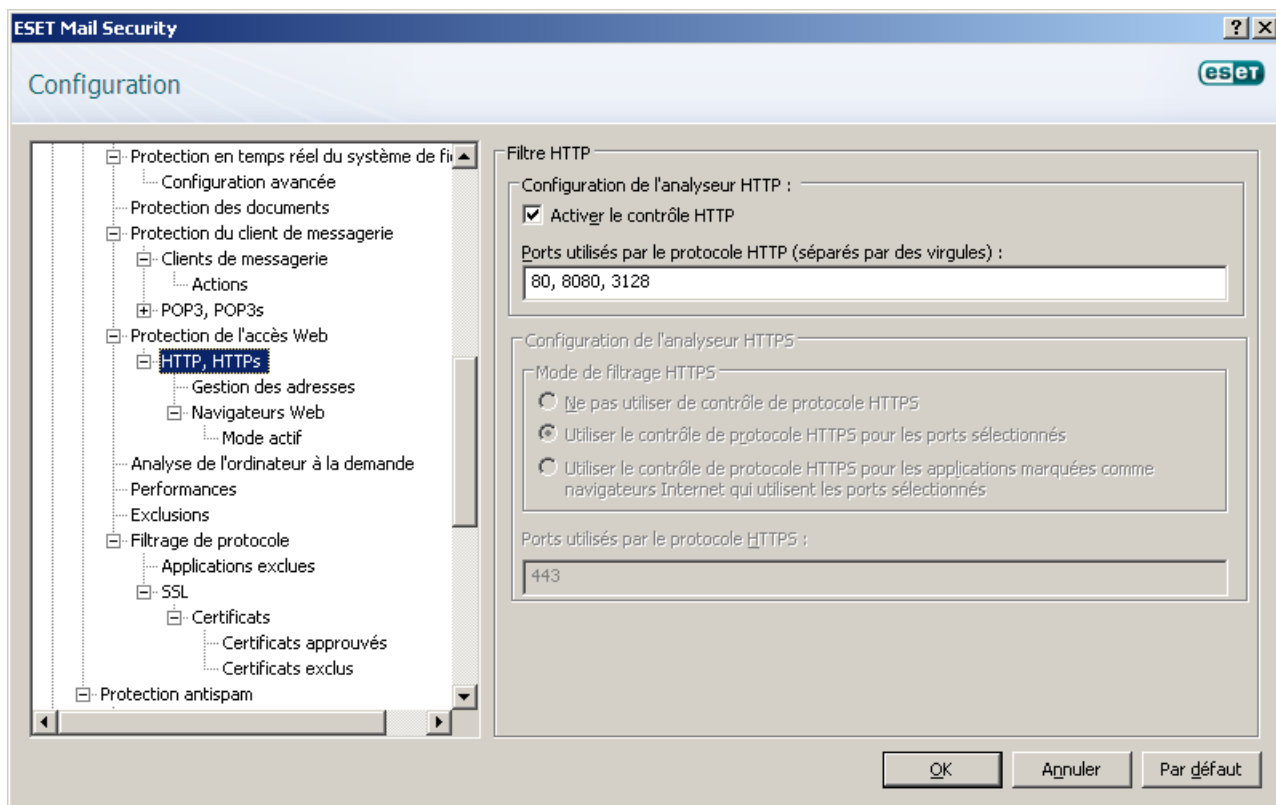 ESET Mail Security
Configuration
eseT
Protection en temps réel du système de fi
Configuration avancée
Protection des documents
Protection du client de messagerie
Clients de messagerie
Actions
POP3, POP3s
Protection de l'accès Web
HTTP, HTTPs
Gestion des adresses
Navigateurs Web
Mode actif
Analyse de l'ordinateur à la demande
Performances
Exclusions
Filtrage de protocole
Applications exclues
SSL
Certificats
Certificats approuvés
Certificats exclus
Protection antispam
Filtre HTTP
Configuration de l'analyseur HTTP :
Activer le contrôle HTTP
Ports utilisés par le protocole HTTP (séparés par des virgules) :
80, 8080, 3128
Configuration de l'analyseur HTTPS
Mode de filtrage HTTPS
Ne pas utiliser de contrôle de protocole HTTPS
Utiliser le contrôle de protocole HTTPS pour les ports sélectionnés
Utiliser le contrôle de protocole HTTPS pour les applications marquées comme
navigateurs Internet qui utilisent les ports sélectionnés
Ports utilisés par le protocole HTTPS :
443
OK
Annuler
Par défaut